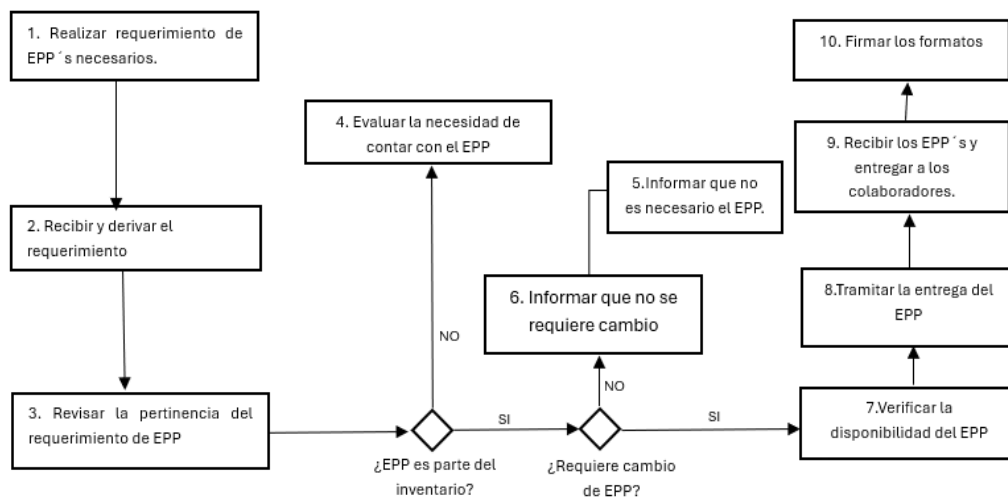 1. Realizar requerimiento de
EPP´s necesarios.
2. Recibir y derivar el
requerimiento
3. Revisar la pertinencia del
requerimiento de EPP
4. Evaluar la necesidad de
contar con el EPP
NO
¿EPP es parte del
inventario?
SI
5.Informar que no
es necesario el EPP.
6. Informar que no se
requiere cambio
NO
¿Requiere cambio
de EPP?
SI
7.Verificar la
disponibilidad del EPP
8.Tramitar la entrega del
EPP
9. Recibir los EPP´s y
entregar a los
colaboradores.
10. Firmar los formatos